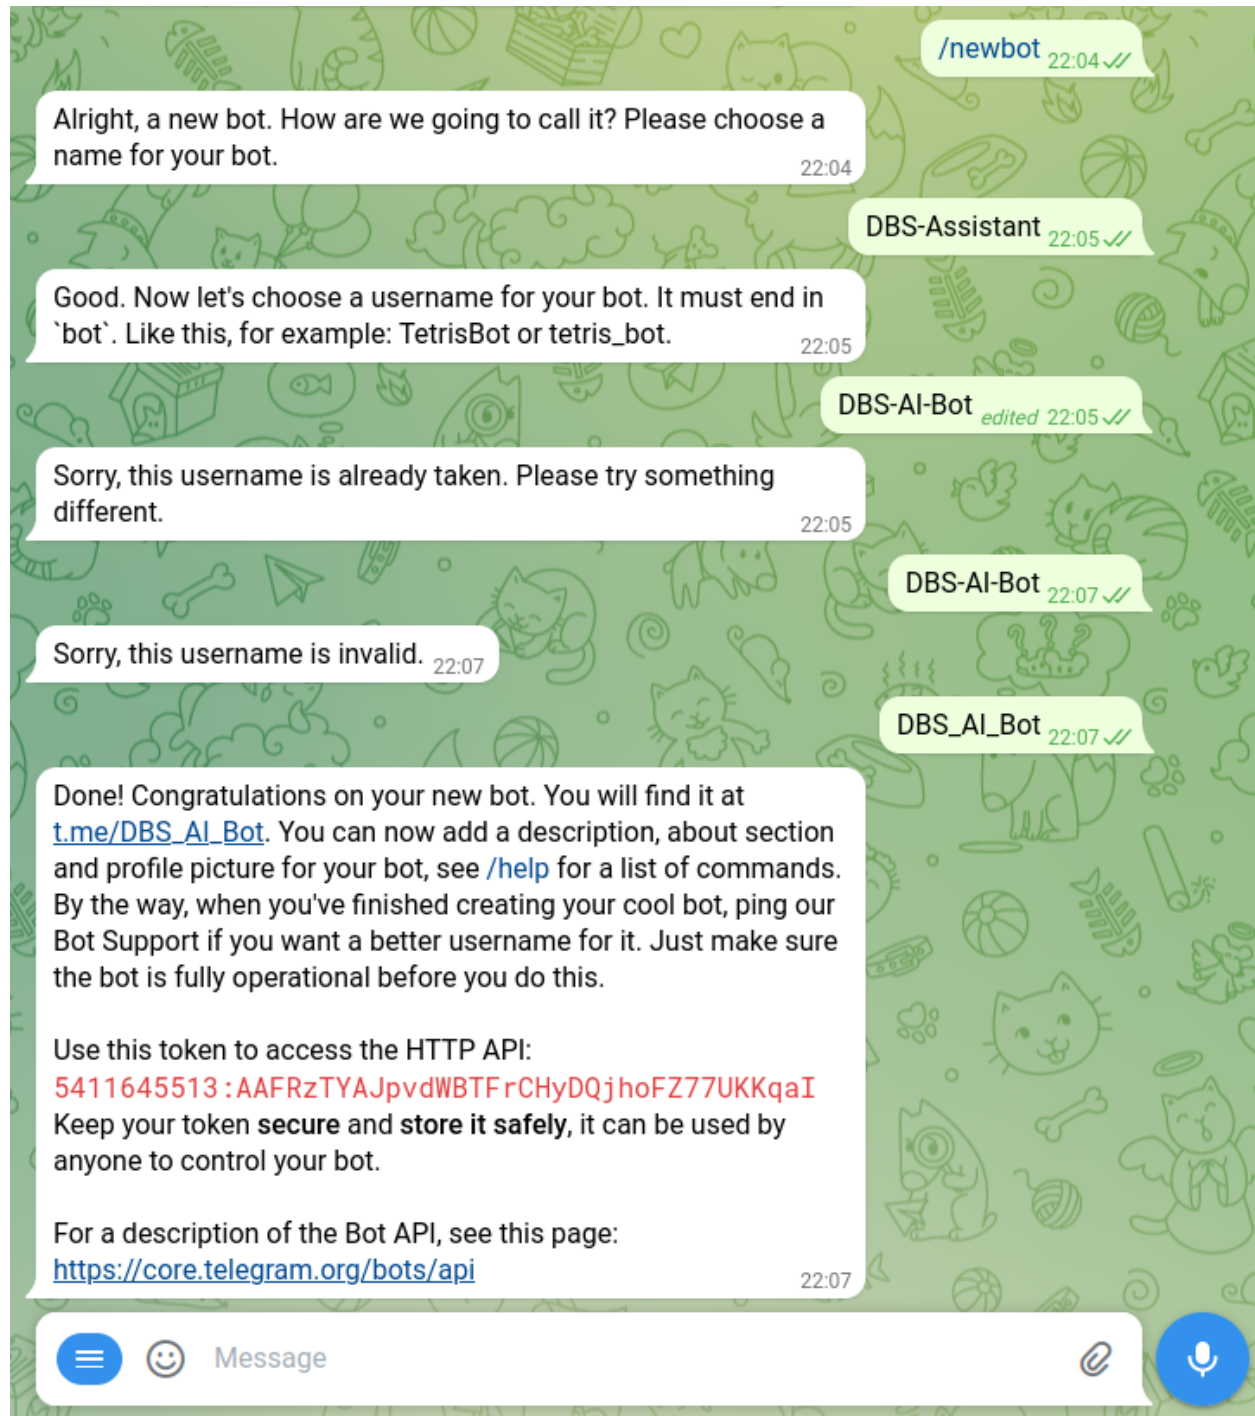 /newbot 22:04
Alright, a new bot. How are we going to call it? Please choose a
name for your bot.
22:04
DBS-Assistant 22:05
Good. Now let's choose a username for your bot. It must end in
`bot`. Like this, for example: TetrisBot or tetris_bot.
22:05
DBS-AI-Bot edited 22:05
Sorry, this username is already taken. Please try something
different.
22:05
DBS-AI-Bot 22:07
Sorry, this username is invalid. 22:07
DBS_AI_Bot 22:07
Done! Congratulations on your new bot. You will find it at
t.me/DBS_AI_Bot. You can now add a description, about section
and profile picture for your bot, see /help for a list of commands.
By the way, when you've finished creating your cool bot, ping our
Bot Support if you want a better username for it. Just make sure
the bot is fully operational before you do this.
Use this token to access the HTTP API:
5411645513:AAFRzTYAJpvdWBTFrCHyDQjhoFZ77UKKqaI
Keep your token secure and store it safely, it can be used by
anyone to control your bot.
For a description of the Bot API, see this page:
https://core.telegram.org/bots/api
22:07
Message